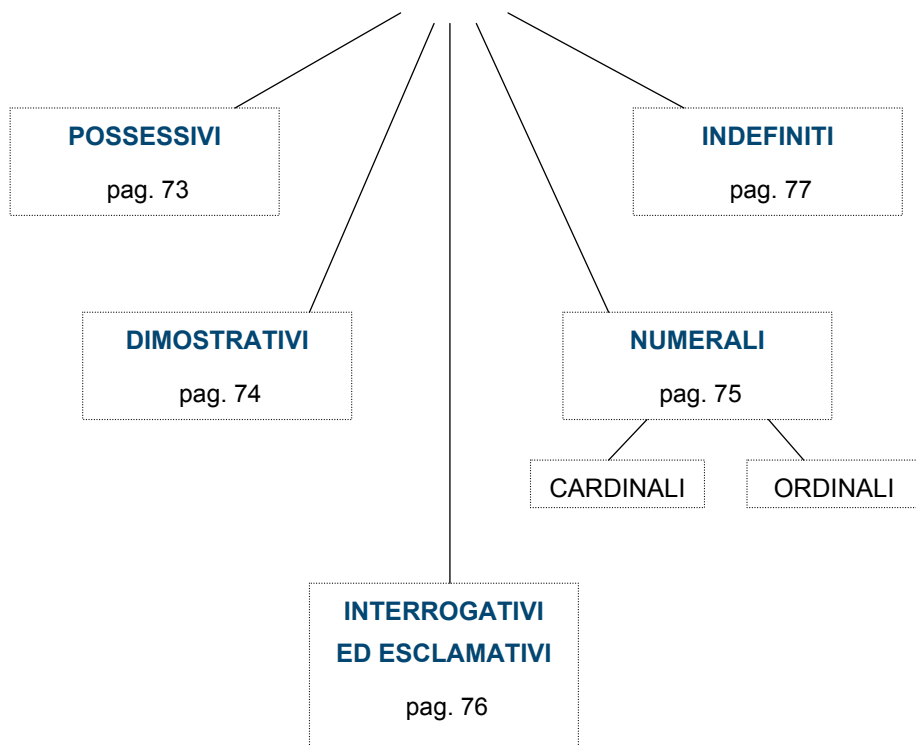 POSSESSIVI
pag. 73
INDEFINITI
pag. 77
DIMOSTRATIVI
pag. 74
NUMERALI
pag. 75
CARDINALI
ORDINALI
INTERROGATIVI
ED ESCLAMATIVI
pag. 76